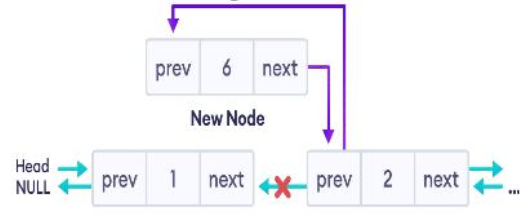 prev 6 next
New Node
Head
NULL
prev 1 next prev 2 next ...